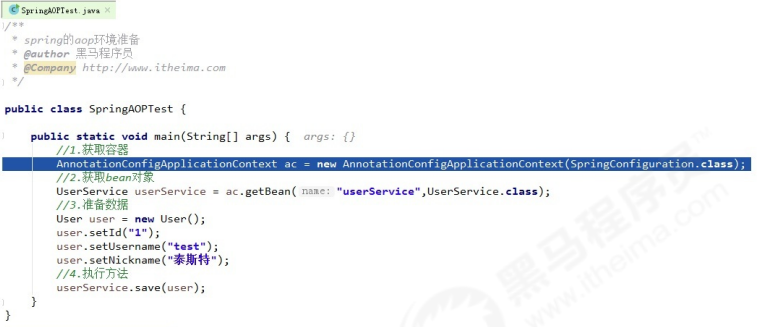 SpringAOPTest.java
/**
 * spring的aop环境准备
 * @author 黑马程序员
 * @Company http://www.itheima.com
 */
public class SpringAOPTest {
    public static void main(String[] args) { args: {}
        //1.获取容器
        AnnotationConfigApplicationContext ac = new AnnotationConfigApplicationContext(SpringConfiguration.class);
        //2.获取bean对象
        UserService userService = ac.getBean( name: "userService",UserService.class);
        //3.准备数据
        User user = new User();
        user.setId("1");
        user.setUsername("test");
        user.setNickname("泰斯特");
        //4.执行方法
        userService.save(user);
    }
}
黑马程序员™
www.itheima.com